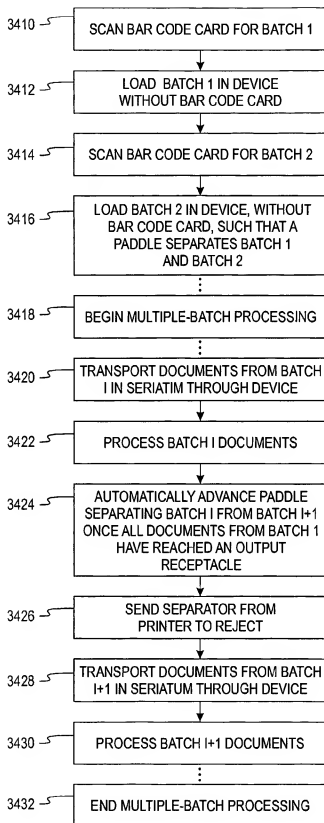 3410
SCAN BAR CODE CARD FOR BATCH 1
3412
LOAD BATCH 1 IN DEVICE
WITHOUT BAR CODE CARD
3414
SCAN BAR CODE CARD FOR BATCH 2
3416
LOAD BATCH 2 IN DEVICE, WITHOUT
BAR CODE CARD, SUCH THAT A
PADDLE SEPARATES BATCH 1
AND BATCH 2
3418
BEGIN MULTIPLE-BATCH PROCESSING
3420
TRANSPORT DOCUMENTS FROM BATCH
I IN SERIATIM THROUGH DEVICE
3422
PROCESS BATCH I DOCUMENTS
3424
AUTOMATICALLY ADVANCE PADDLE
SEPARATING BATCH I FROM BATCH I+1
ONCE ALL DOCUMENTS FROM BATCH 1
HAVE REACHED AN OUTPUT
RECEPTACLE
3426
SEND SEPARATOR FROM
PRINTER TO REJECT
3428
TRANSPORT DOCUMENTS FROM BATCH
I+1 IN SERIATUM THROUGH DEVICE
3430
PROCESS BATCH I+1 DOCUMENTS
3432
END MULTIPLE-BATCH PROCESSING